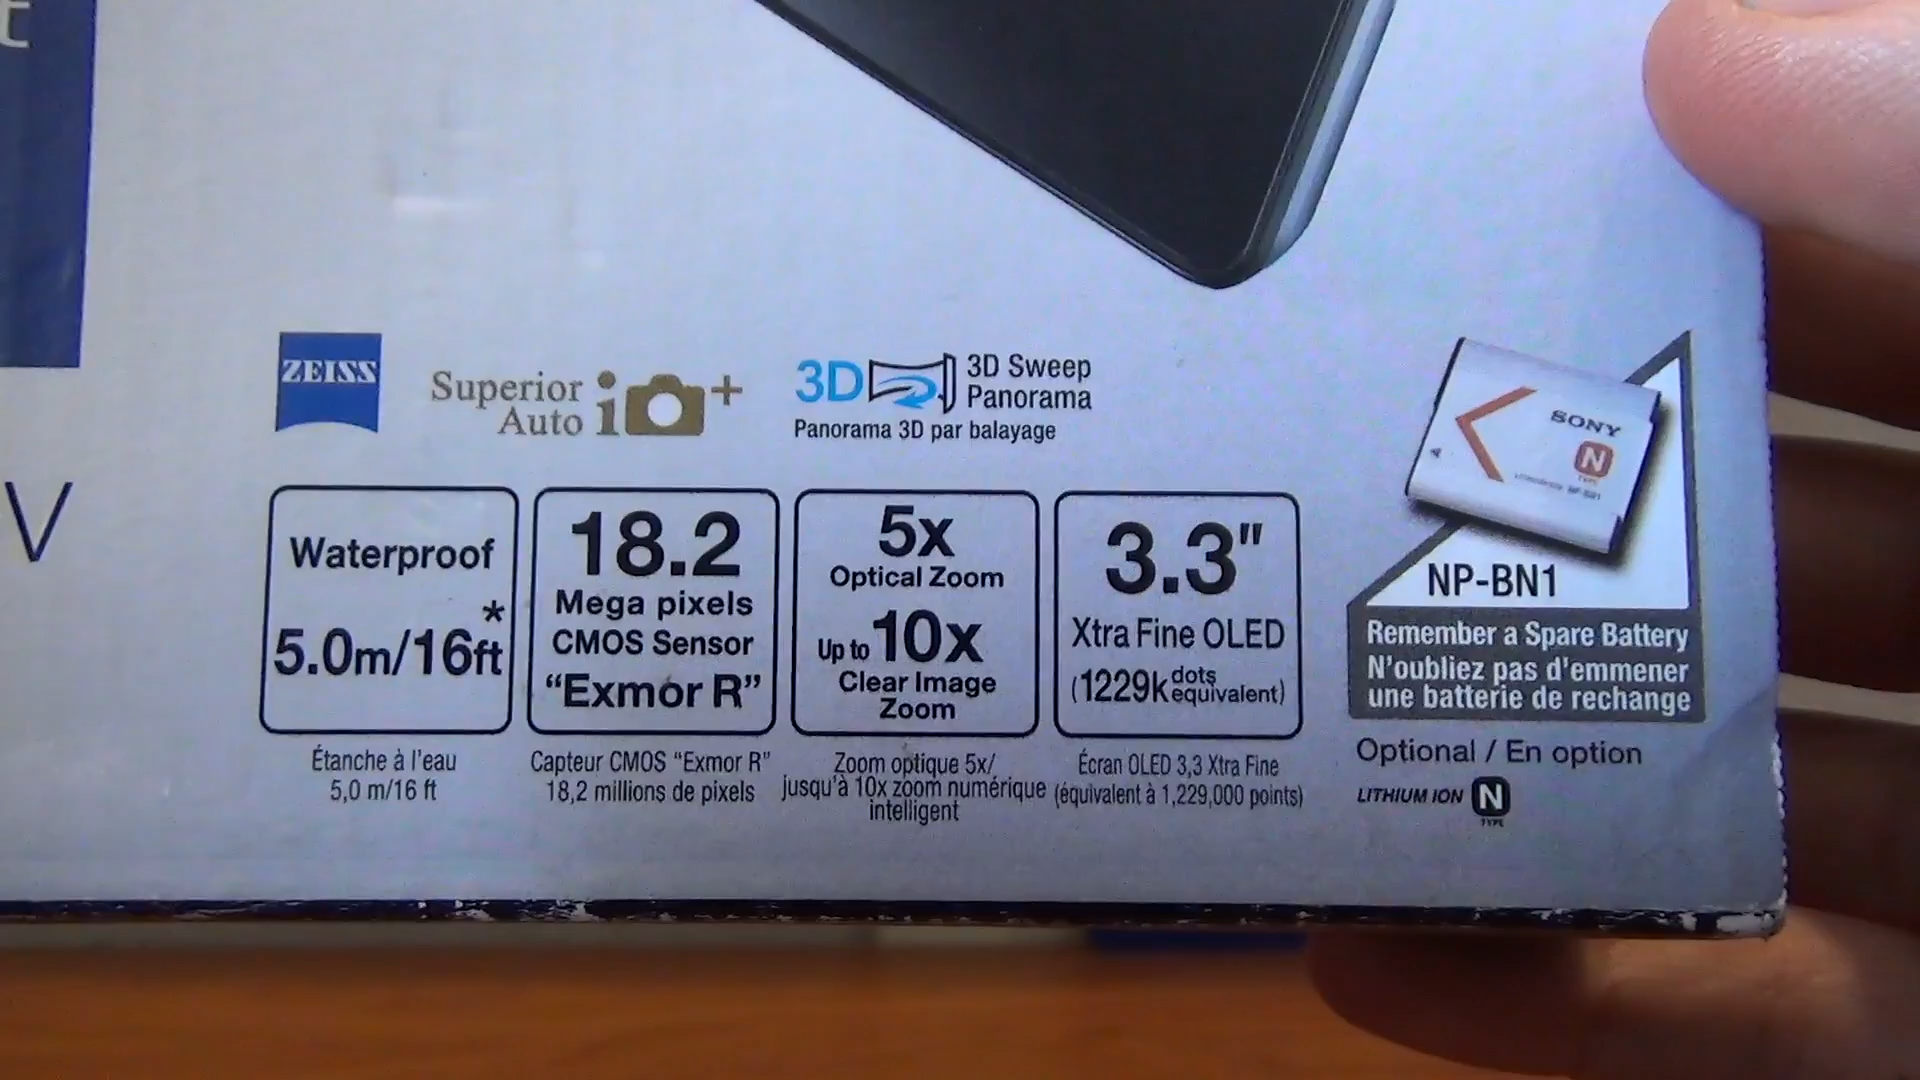 t
ZEISS
Superior
Auto i +
3D
3D Sweep
Panorama
Panorama 3D par balayage
V
Waterproof
*
5.0m/16ft
Étanche à l'eau
5,0 m/16 ft
18.2
Mega pixels
CMOS Sensor
“Exmor R”
Capteur CMOS “Exmor R”
18,2 millions de pixels
5x
Optical Zoom
Up to 10x
Clear Image
Zoom
Zoom optique 5x/
jusqu'à 10x zoom numérique
intelligent
3.3"
Xtra Fine OLED
(1229k dots equivalent)
Écran OLED 3,3 Xtra Fine
(équivalent à 1,229,000 points)
SONY
N
TYPE
NP-BN1
NP-BN1
Remember a Spare Battery
N'oubliez pas d'emmener
une batterie de rechange
Optional / En option
LITHIUM ION N
TYPE